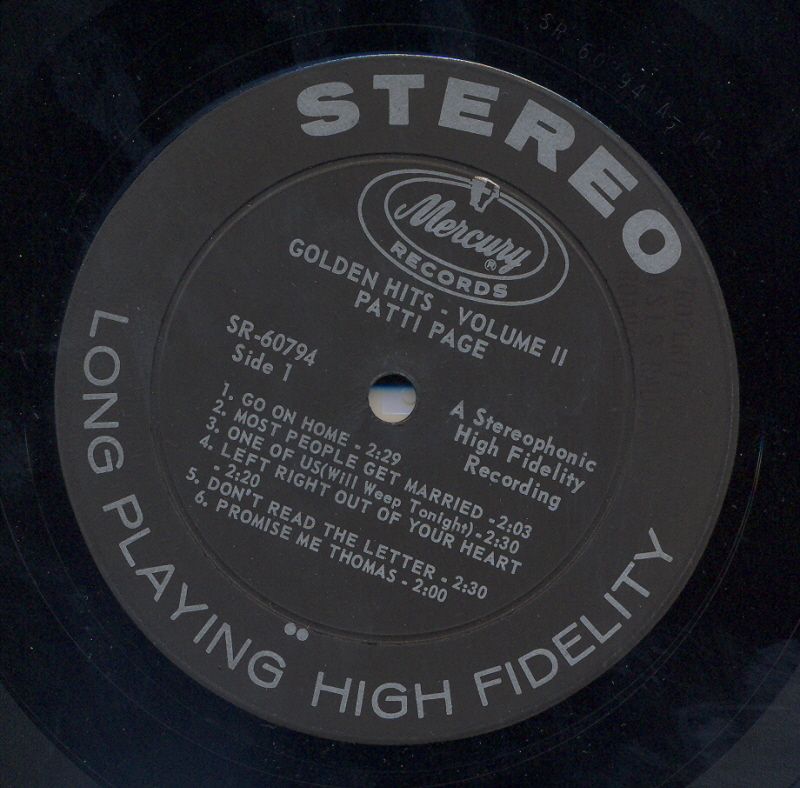 STEREO
Mercury
®
RECORDS
GOLDEN HITS - VOLUME II
PATTI PAGE
SR-60794
Side 1
A Stereophonic
High Fidelity
Recording
1. GO ON HOME - 2:29
2. MOST PEOPLE GET MARRIED - 2:03
3. ONE OF US(Will Weep Tonight) - 2:30
4. LEFT RIGHT OUT OF YOUR HEART
- 2:20
5. DON'T READ THE LETTER - 2:30
6. PROMISE ME THOMAS - 2:00
LONG PLAYING HIGH FIDELITY